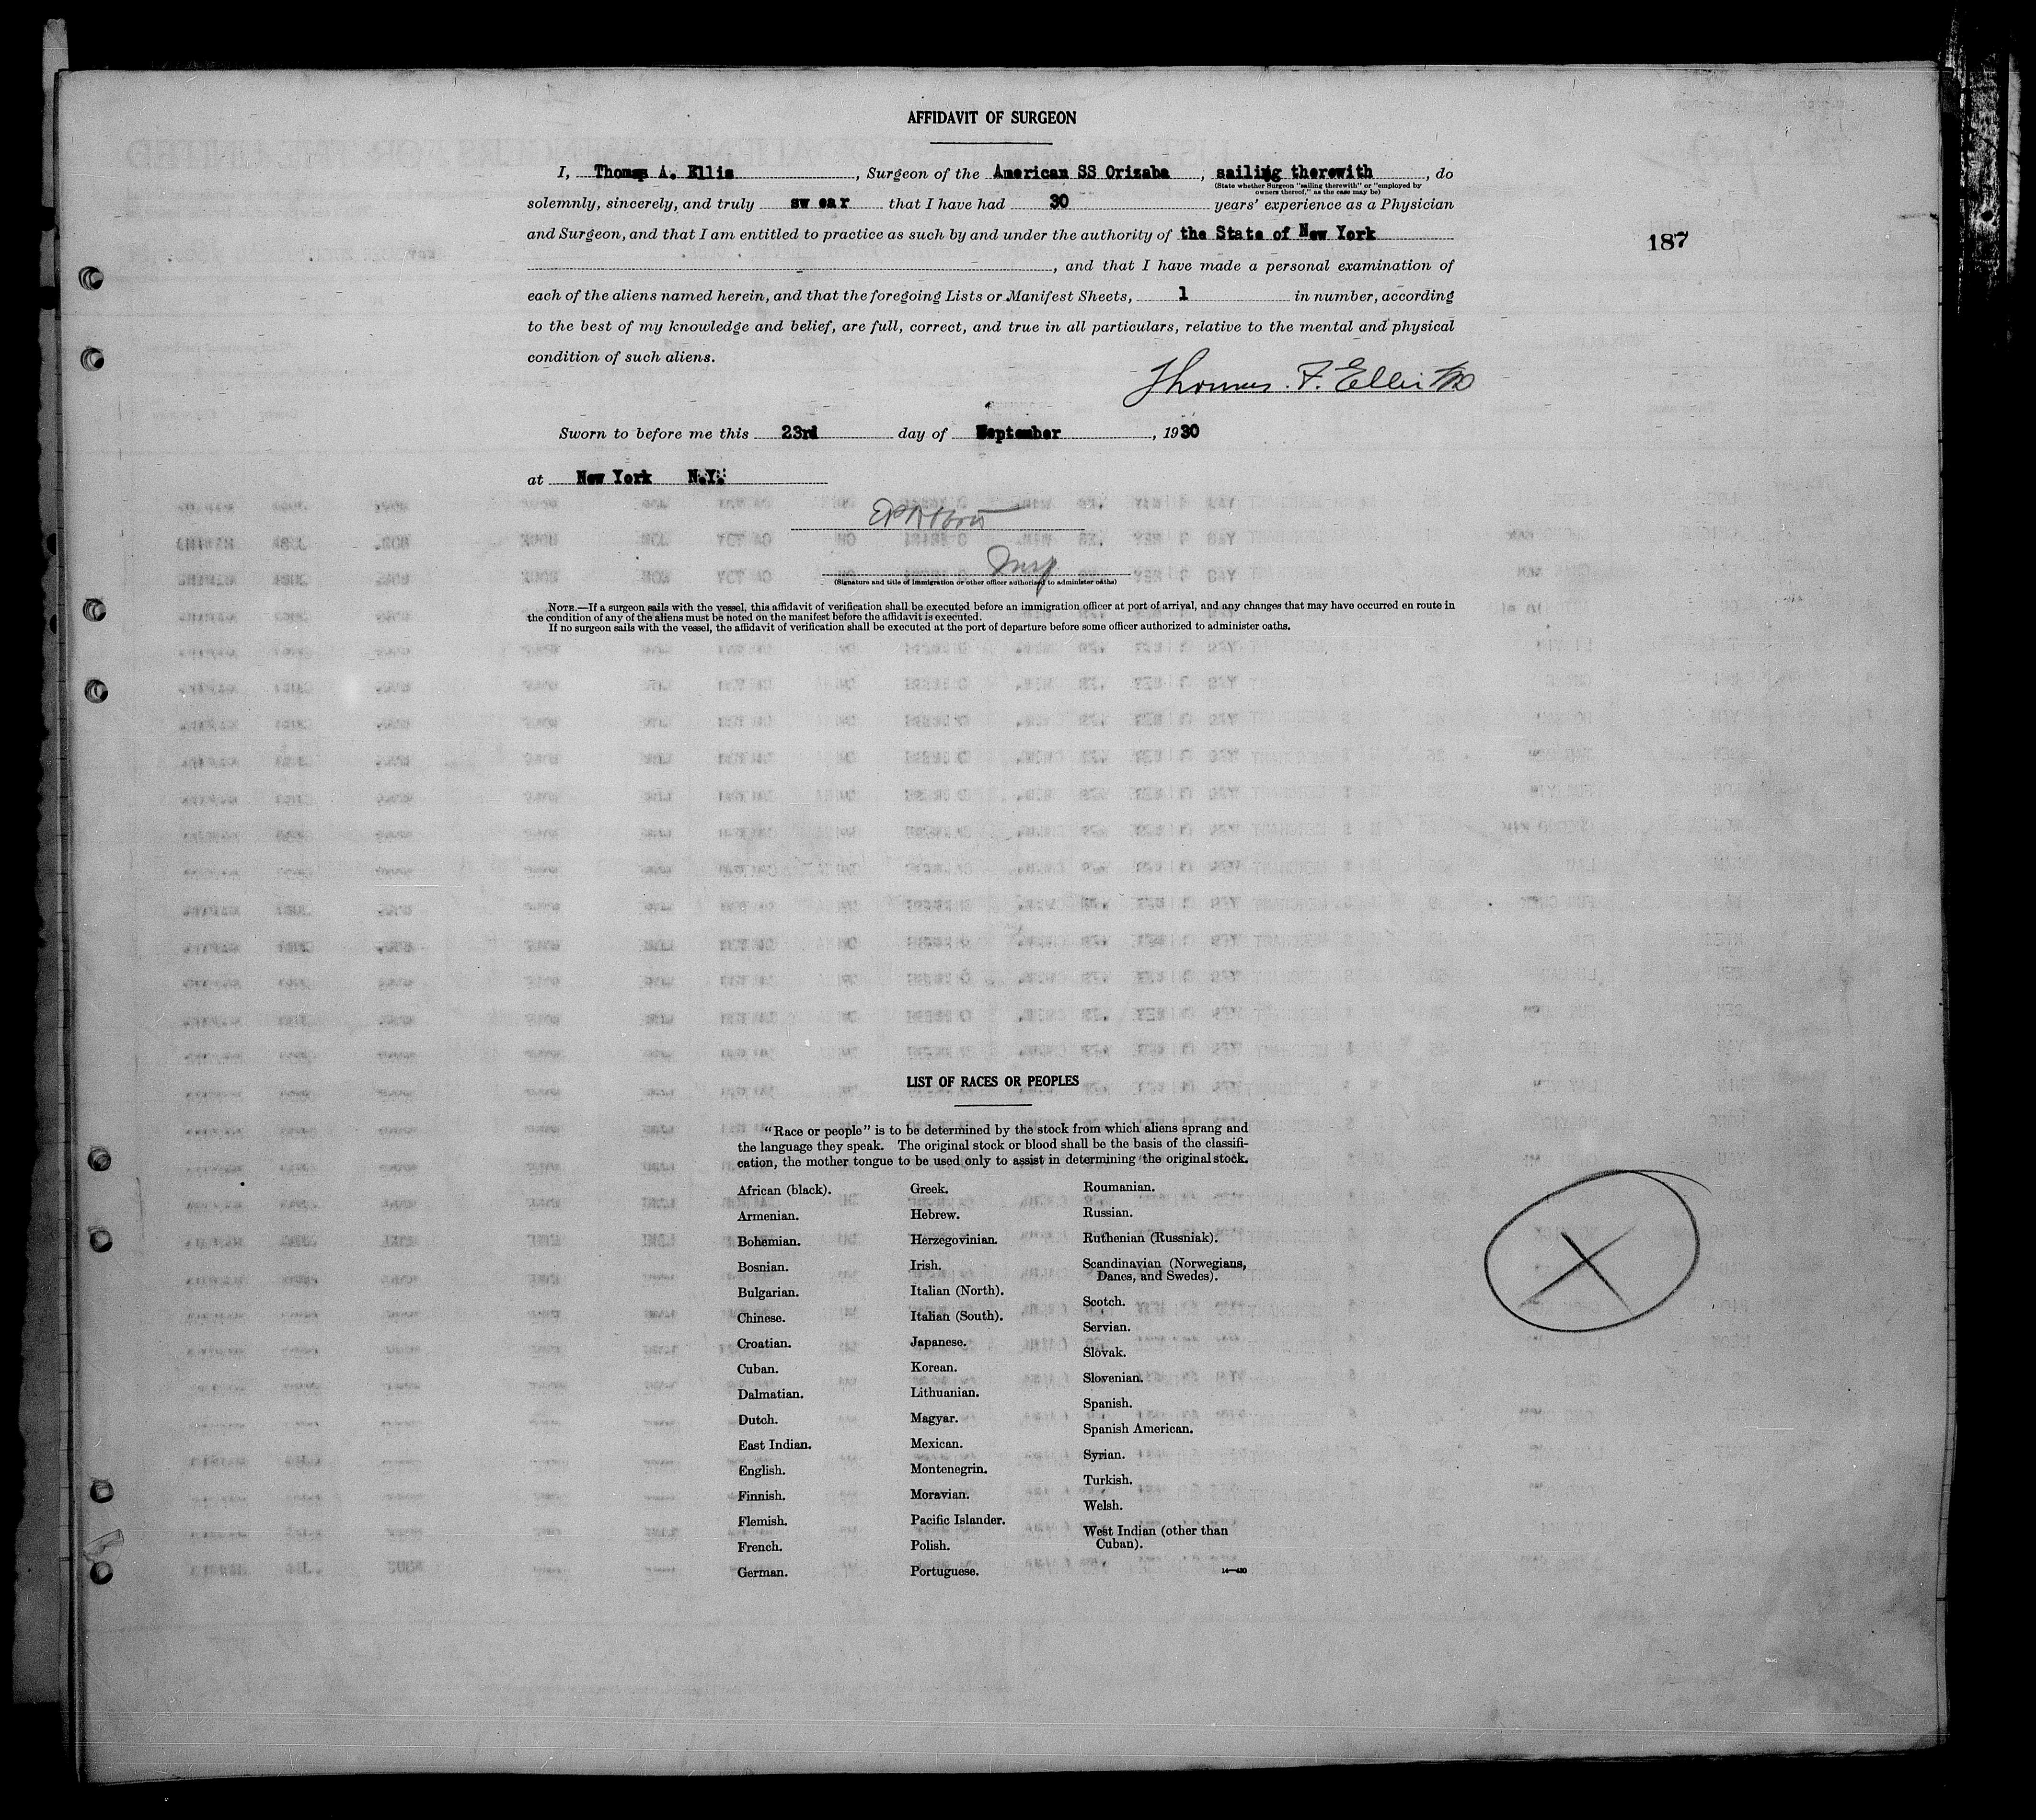 AFFIDAVIT OF SURGEON
I, Thomas A. Ellis, Surgeon of the American SS Orizaba, sailing therewith, do
(State whether Surgeon "sailing therewith" or "employed by
owners thereof," as the case may be)
solemnly, sincerely, and truly sw ear that I have had 30 years' experience as a Physician
and Surgeon, and that I am entitled to practice as such by and under the authority of the State of New York
187
, and that I have made a personal examination of
each of the aliens named herein, and that the foregoing Lists or Manifest Sheets, 1 in number, according
to the best of my knowledge and belief, are full, correct, and true in all particulars, relative to the mental and physical
condition of such aliens.
Thomas F. Ellis MD
Sworn to before me this 23rd day of September, 1930
at New York N.Y.
Insp
(Signature and title of immigration or other officer authorized to administer oaths)
NOTE.—If a surgeon sails with the vessel, this affidavit of verification shall be executed before an immigration officer at port of arrival, and any changes that may have occurred en route in
the condition of any of the aliens must be noted on the manifest before the affidavit is executed.
If no surgeon sails with the vessel, the affidavit of verification shall be executed at the port of departure before some officer authorized to administer oaths.
LIST OF RACES OR PEOPLES
"Race or people" is to be determined by the stock from which aliens sprang and
the language they speak. The original stock or blood shall be the basis of the classifi-
cation, the mother tongue to be used only to assist in determining the original stock.
African (black).
Armenian.
Bohemian.
Bosnian.
Bulgarian.
Chinese.
Croatian.
Cuban.
Dalmatian.
Dutch.
East Indian.
English.
Finnish.
Flemish.
French.
German.
Greek.
Hebrew.
Herzegovinian.
Irish.
Italian (North).
Italian (South).
Japanese.
Korean.
Lithuanian.
Magyar.
Mexican.
Montenegrin.
Moravian.
Pacific Islander.
Polish.
Portuguese.
Roumanian.
Russian.
Ruthenian (Russniak).
Scandinavian (Norwegians,
Danes, and Swedes).
Scotch.
Servian.
Slovak.
Slovenian.
Spanish.
Spanish American.
Syrian.
Turkish.
Welsh.
West Indian (other than
Cuban).
14—430
X